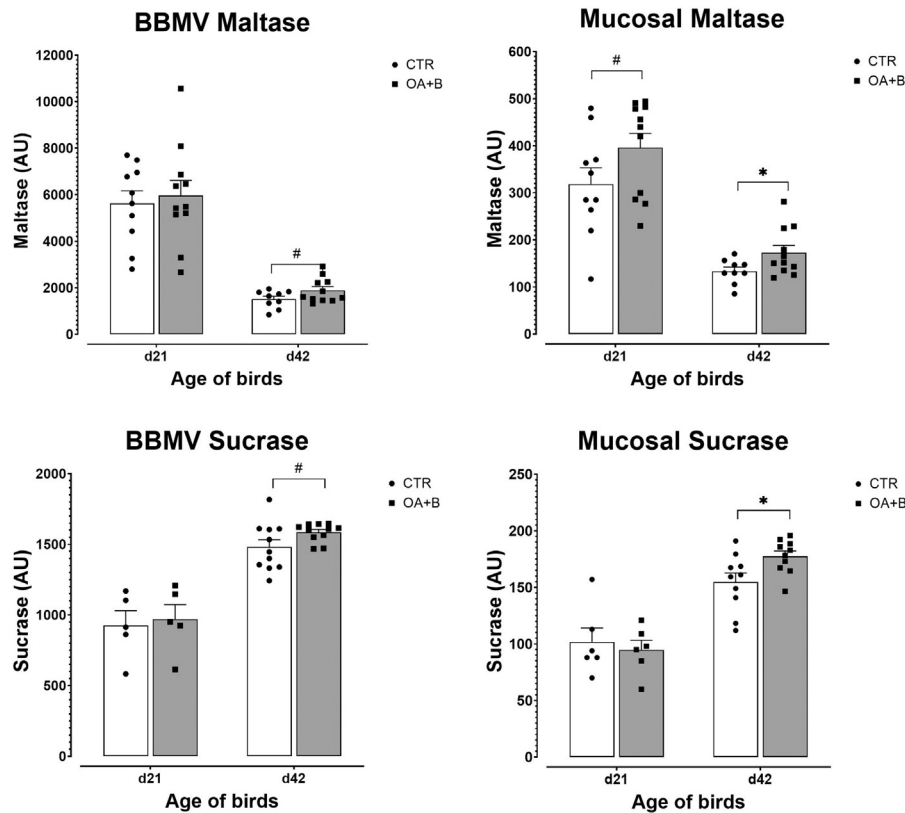 BBMV Maltase
Maltase (AU)
12000
10000
8000
6000
4000
2000
0
#
d21
d42
Age of birds
CTR
OA+B
Mucosal Maltase
Maltase (AU)
600
500
400
300
200
100
0
#
*
d21
d42
Age of birds
CTR
OA+B
BBMV Sucrase
Sucrase (AU)
2000
1500
1000
500
0
#
d21
d42
Age of birds
CTR
OA+B
Mucosal Sucrase
Sucrase (AU)
250
200
150
100
50
0
*
d21
d42
Age of birds
CTR
OA+B